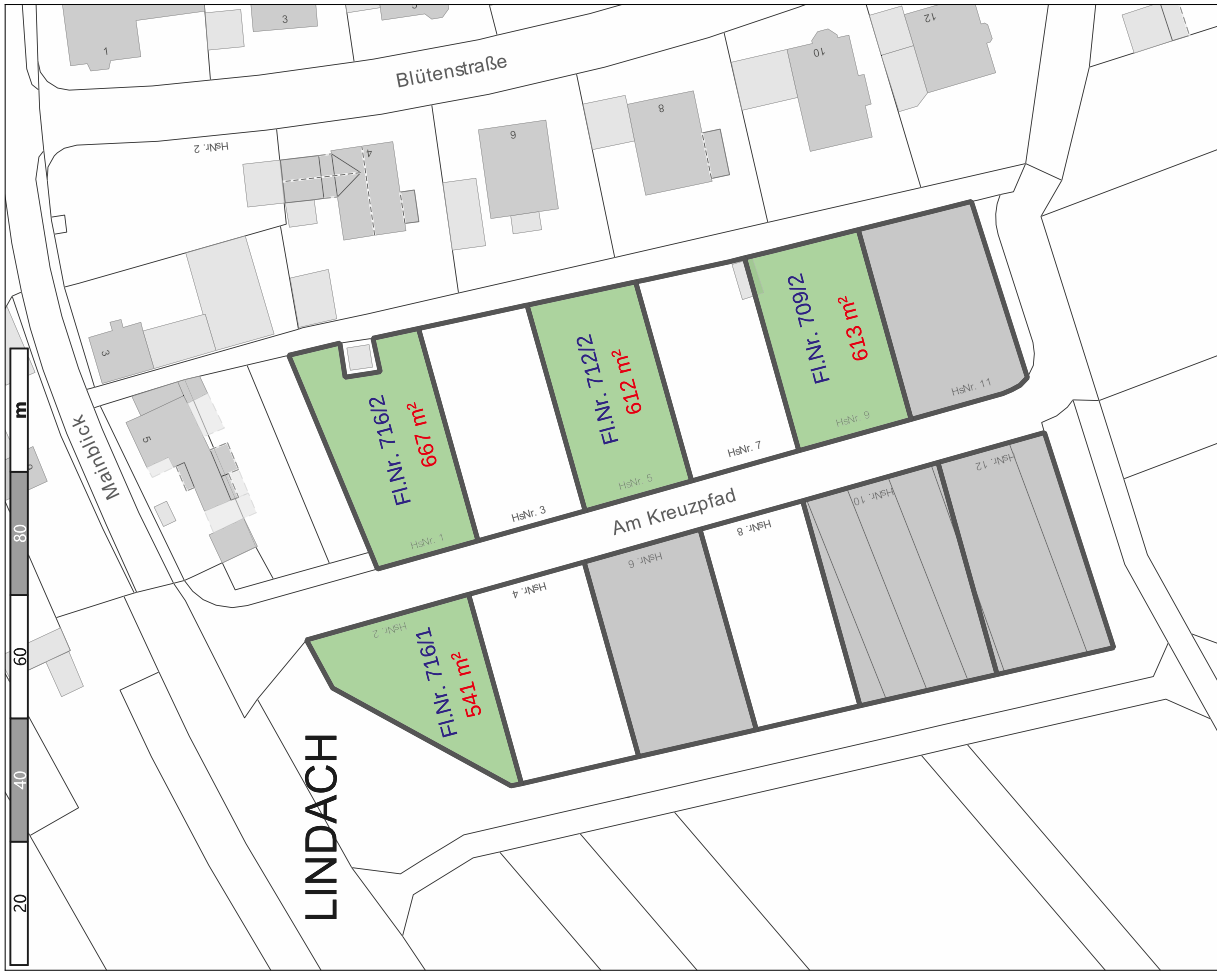 1
3
12
Blütenstraße
10
8
6
4
HsNr. 2
3
5
Mainblick
Fl.Nr. 716/2
667 m²
HsNr. 1
HsNr. 3
Fl.Nr. 712/2
612 m²
HsNr. 5
HsNr. 7
Fl.Nr. 709/2
613 m²
HsNr. 9
HsNr. 11
Am Kreuzpfad
HsNr. 2
Fl.Nr. 716/1
541 m²
HsNr. 4
HsNr. 6
HsNr. 8
HsNr. 10
HsNr. 12
LINDACH
m
80
60
40
20